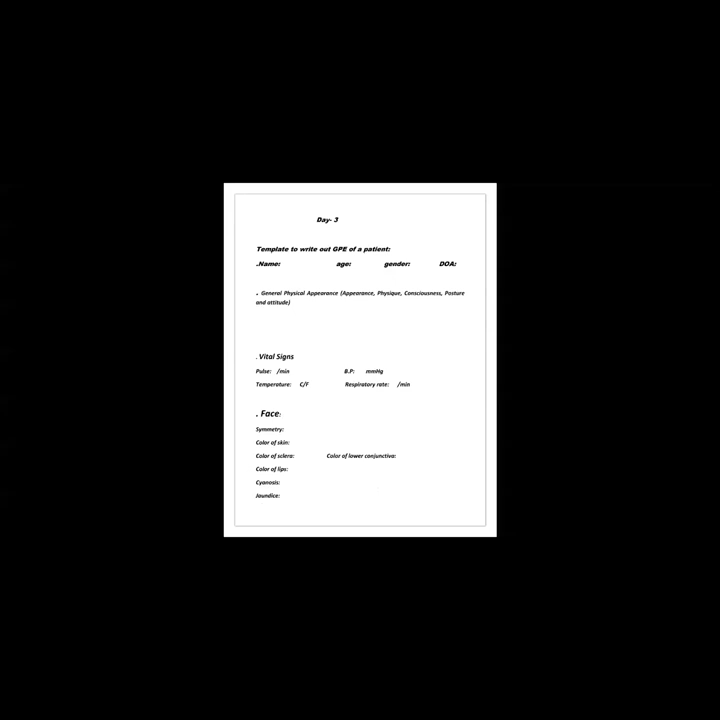 Day- 3
Template to write out GPE of a patient:
.Name: age: gender: DOA:
. General Physical Appearance (Appearance, Physique, Consciousness, Posture
and attitude)
. Vital Signs
Pulse: /min B.P: mmHg
Temperature: C/F Respiratory rate: /min
. Face:
Symmetry:
Color of skin:
Color of sclera: Color of lower conjunctiva:
Color of lips:
Cyanosis:
Jaundice: